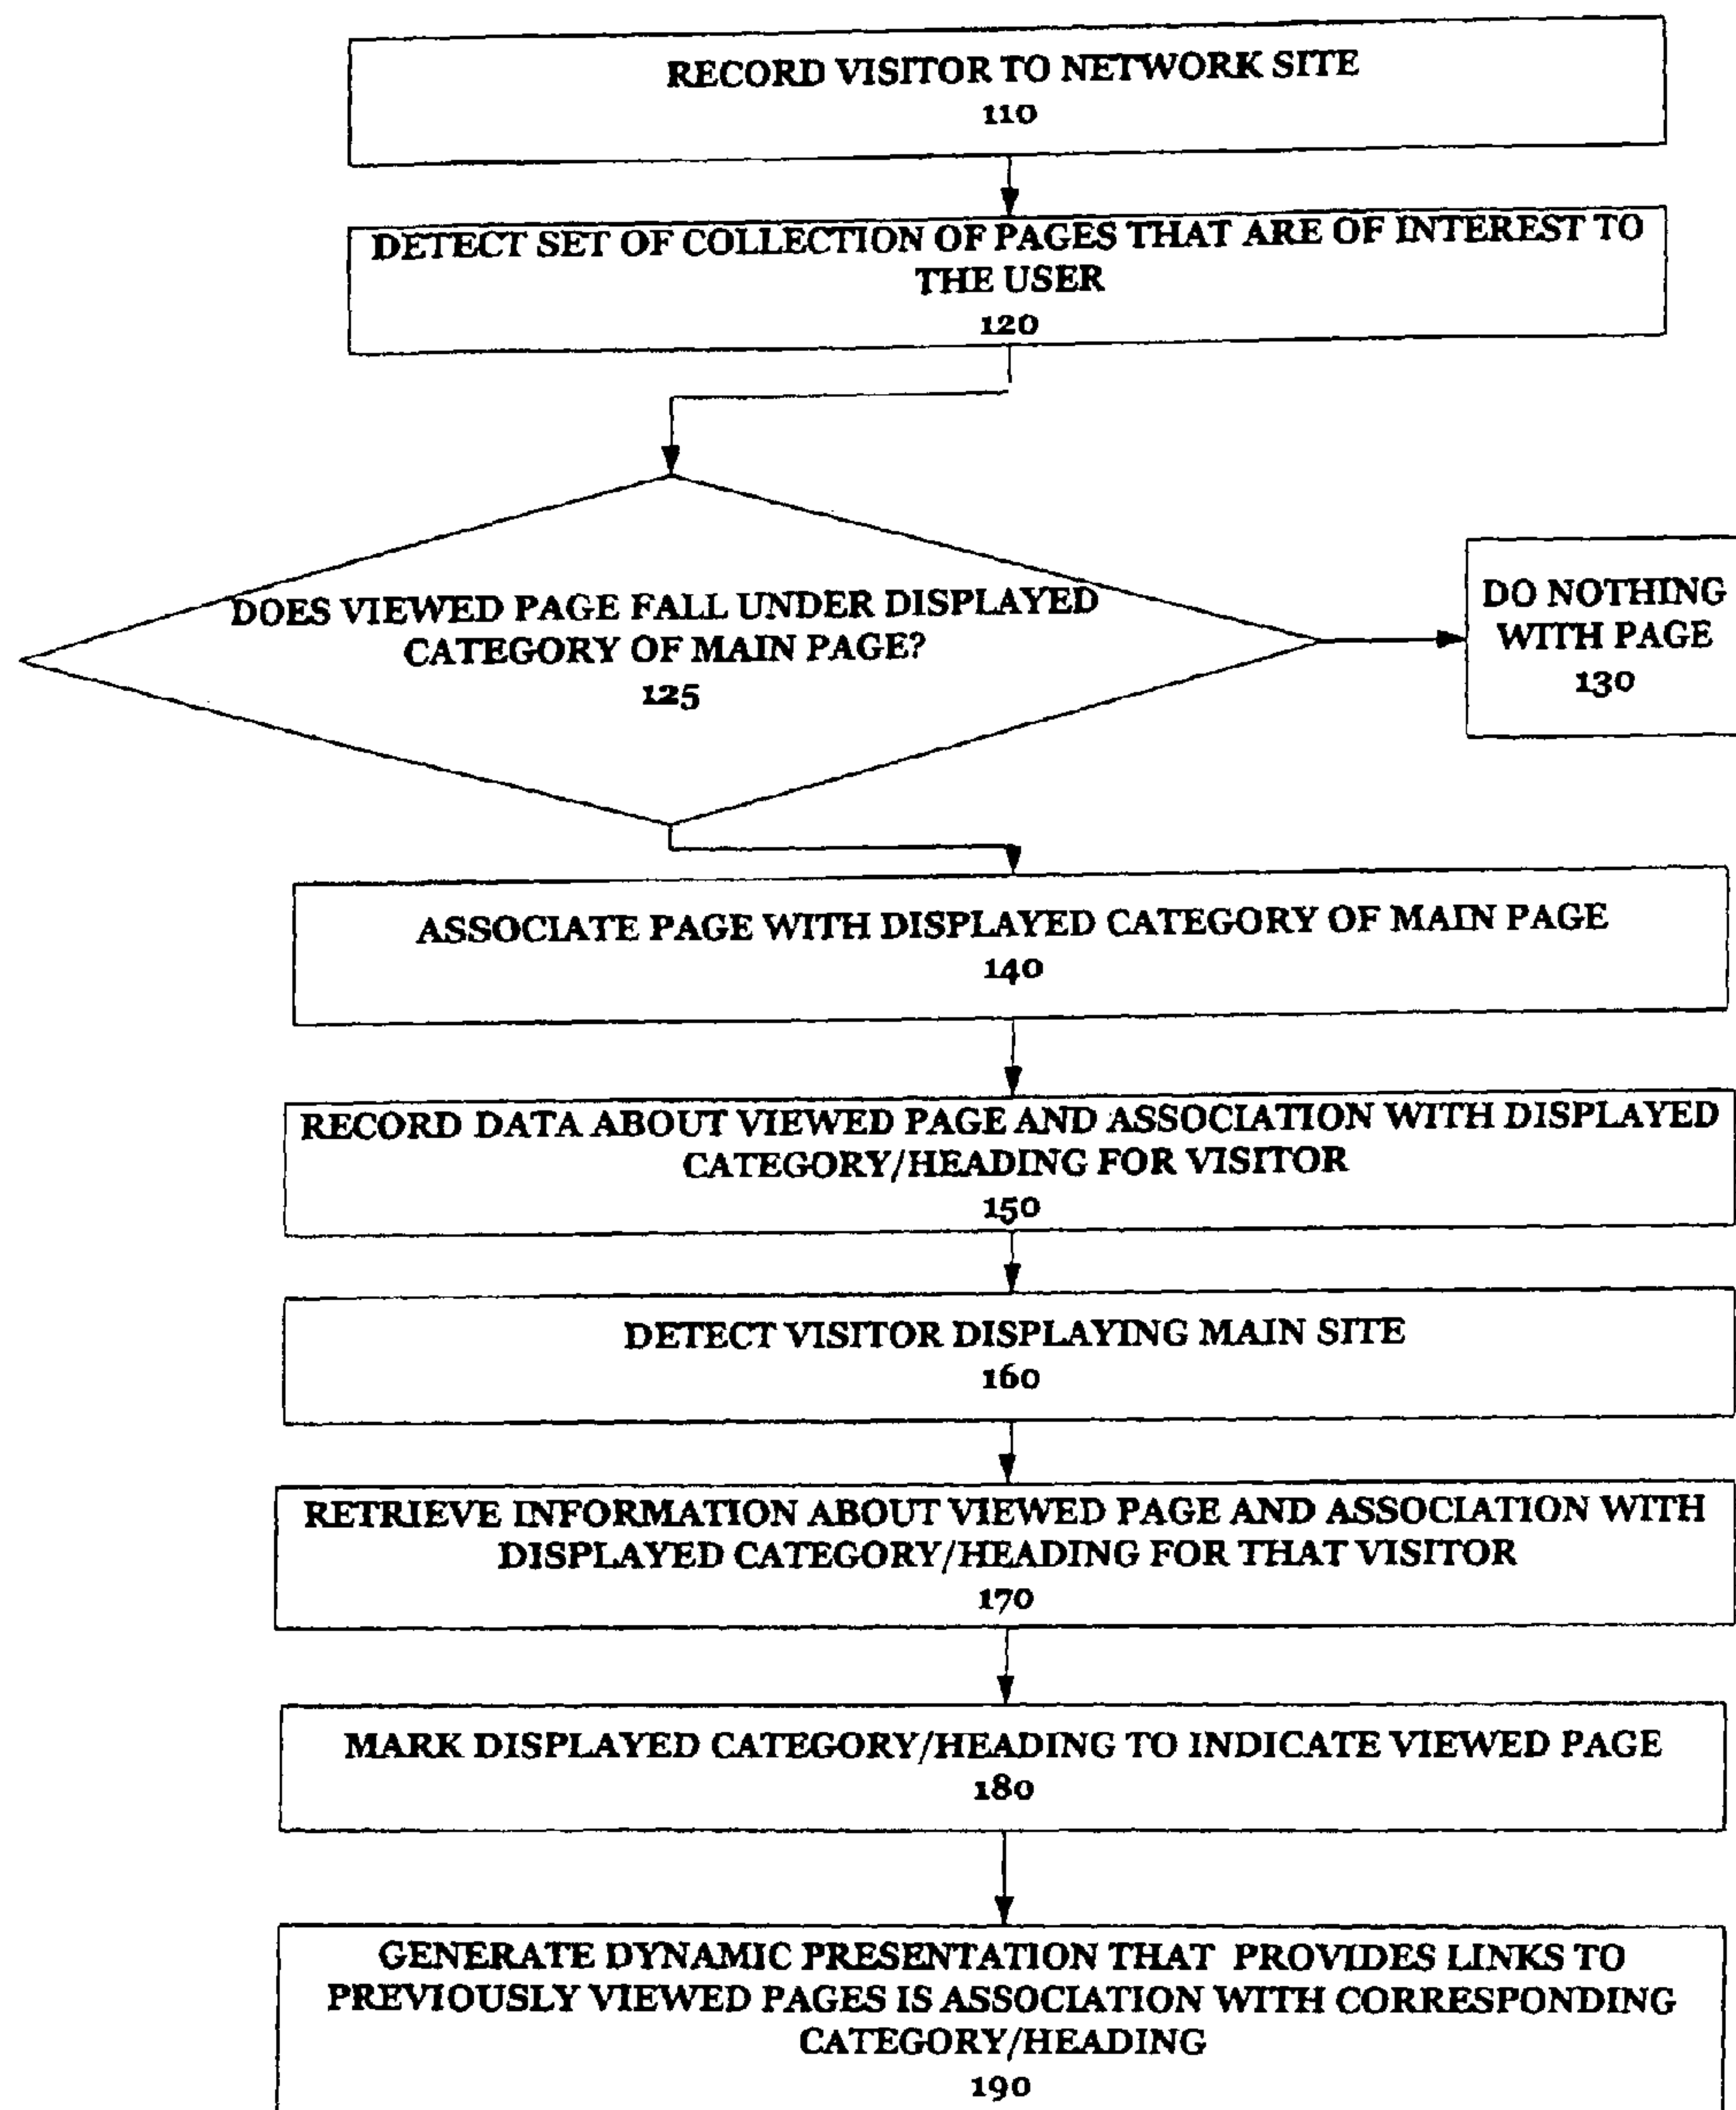 RECORD VISITOR TO NETWORK SITE
110
DETECT SET OF COLLECTION OF PAGES THAT ARE OF INTEREST TO
THE USER
120
DOES VIEWED PAGE FALL UNDER DISPLAYED
CATEGORY OF MAIN PAGE?
125
DO NOTHING
WITH PAGE
130
ASSOCIATE PAGE WITH DISPLAYED CATEGORY OF MAIN PAGE
140
RECORD DATA ABOUT VIEWED PAGE AND ASSOCIATION WITH DISPLAYED
CATEGORY/HEADING FOR VISITOR
150
DETECT VISITOR DISPLAYING MAIN SITE
160
RETRIEVE INFORMATION ABOUT VIEWED PAGE AND ASSOCIATION WITH
DISPLAYED CATEGORY/HEADING FOR THAT VISITOR
170
MARK DISPLAYED CATEGORY/HEADING TO INDICATE VIEWED PAGE
180
GENERATE DYNAMIC PRESENTATION THAT PROVIDES LINKS TO
PREVIOUSLY VIEWED PAGES IS ASSOCIATION WITH CORRESPONDING
CATEGORY/HEADING
190